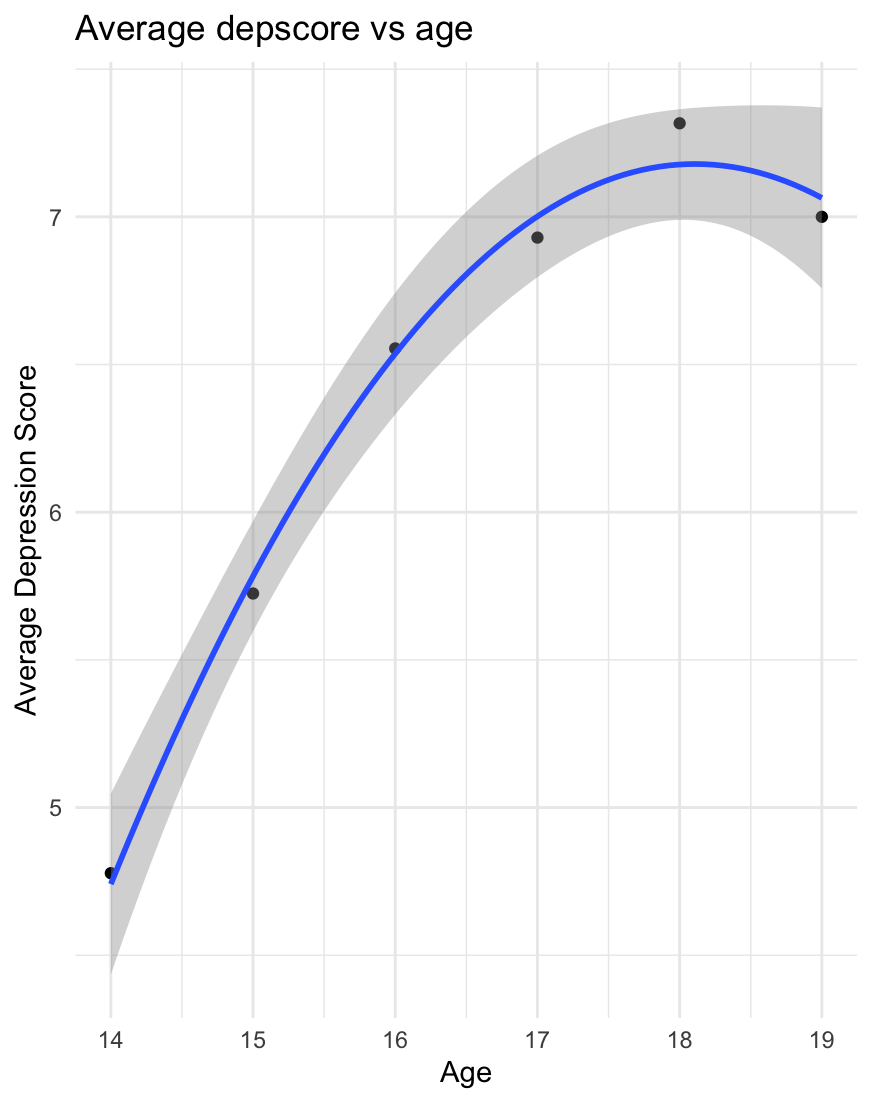 Average depscore vs age
Average Depression Score
7
6
5
14 15 16 17 18 19
Age